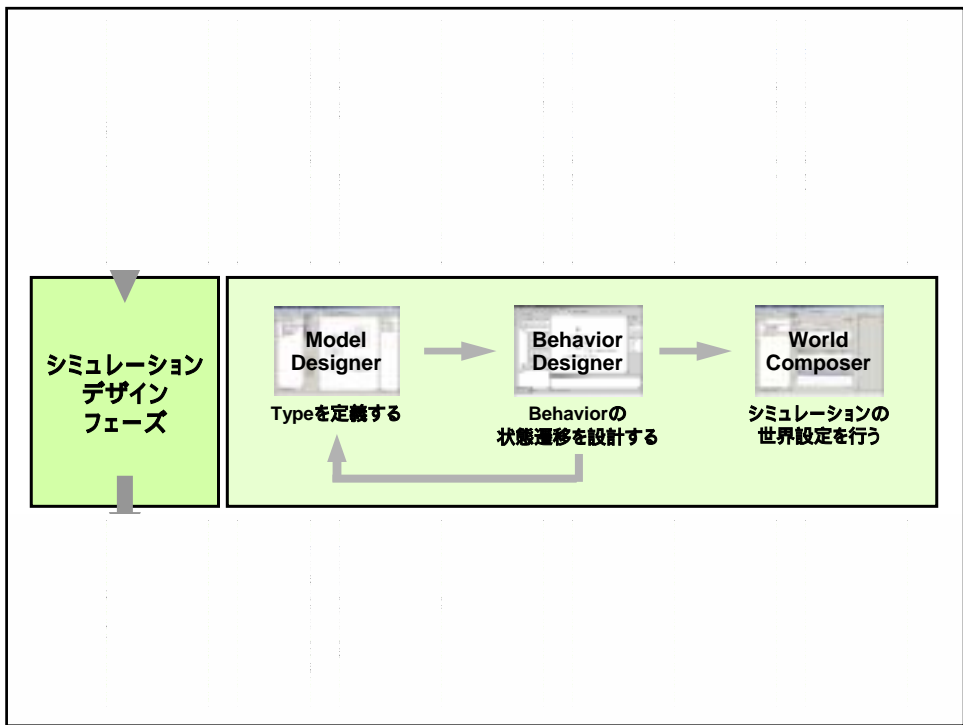 シミュレーション
デザイン
フェーズ
Model
Designer
Typeを定義する
Behavior
Designer
Behaviorの
状態遷移を設計する
World
Composer
シミュレーションの
世界設定を行う